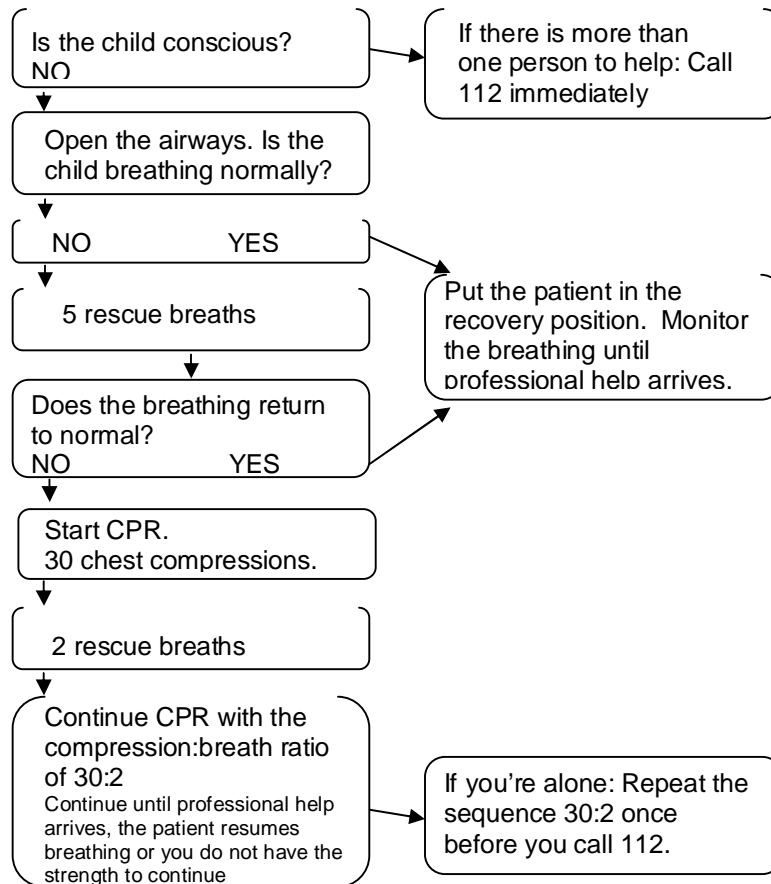 Is the child conscious?
NO
If there is more than
one person to help: Call
112 immediately
Open the airways. Is the
child breathing normally?
NO YES
5 rescue breaths
Put the patient in the
recovery position. Monitor
the breathing until
professional help arrives.
Does the breathing return
to normal?
NO YES
Start CPR.
30 chest compressions.
2 rescue breaths
Continue CPR with the
compression:breath ratio
of 30:2
Continue until professional help
arrives, the patient resumes
breathing or you do not have the
strength to continue
If you’re alone: Repeat the
sequence 30:2 once
before you call 112.